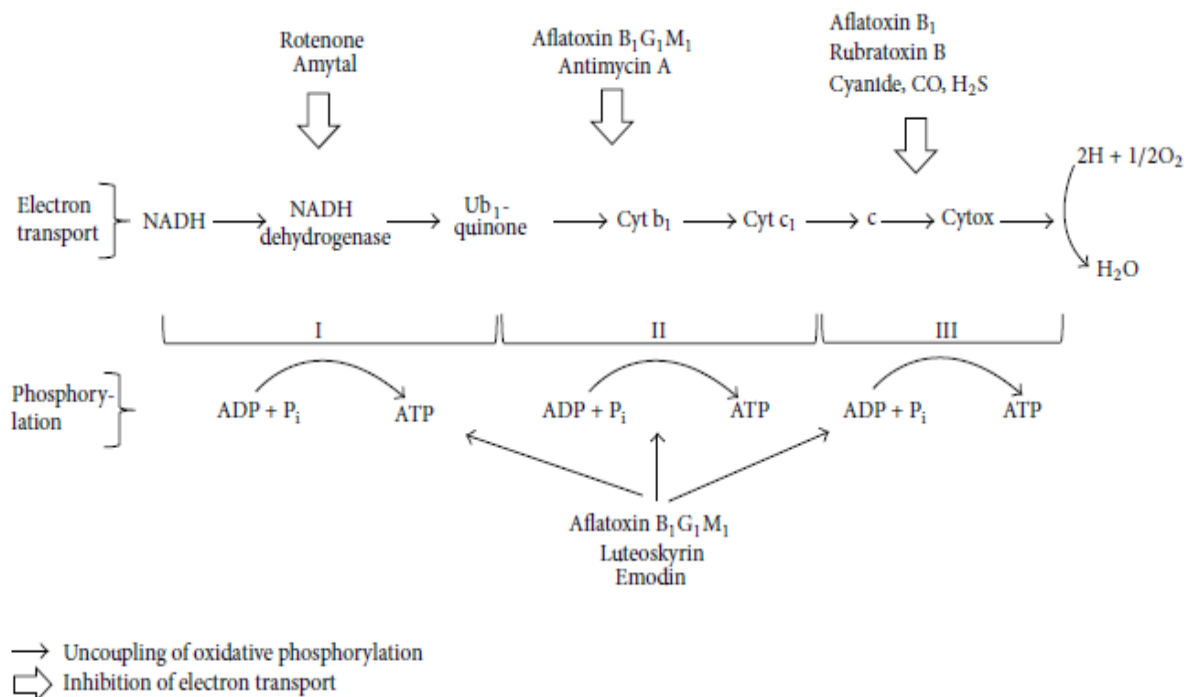 Rotenone
Amytal
Aflatoxin B₁G₁M₁
Antimycin A
Aflatoxin B₁
Rubratoxin B
Cyanide, CO, H₂S
2H + 1/2O₂
Electron
transport
NADH
NADH
dehydrogenase
Ub₁-
quinone
Cyt b₁
Cyt c₁
c
Cytox
H₂O
I
II
III
Phosphory-
lation
ADP + Pᵢ
ATP
ADP + Pᵢ
ATP
ADP + Pᵢ
ATP
Aflatoxin B₁G₁M₁
Luteoskyrin
Emodin
Uncoupling of oxidative phosphorylation
Inhibition of electron transport